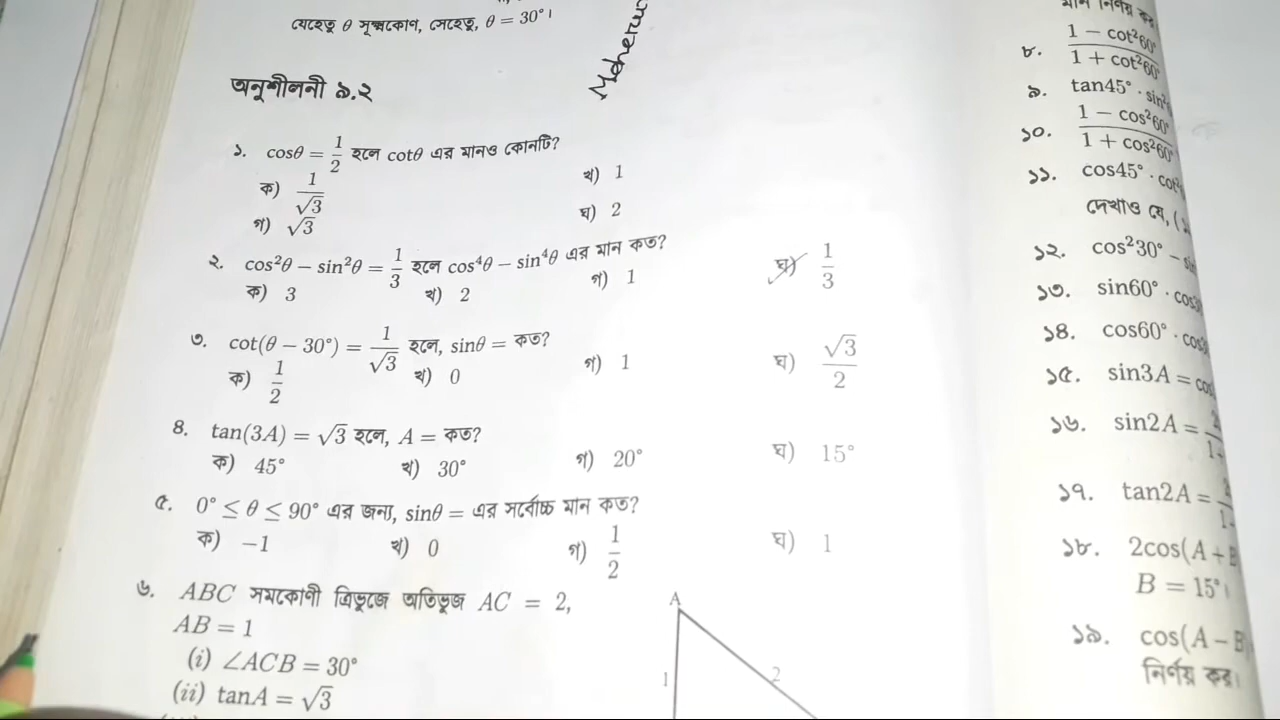 যেহেতু θ সূক্ষ্মকোণ, সেহেতু, θ = 30°।
অনুশীলনী ৯.২
১. cosθ = 1/2 হলে cotθ এর মানও কোনটি?
ক) 1/√3 খ) 1
গ) √3 ঘ) 2
২. cos²θ − sin²θ = 1/3 হলে cos⁴θ − sin⁴θ এর মান কত?
ক) 3 খ) 2 গ) 1 ঘ) 1/3
৩. cot(θ − 30°) = 1/√3 হলে, sinθ = কত?
ক) 1/2 খ) 0 গ) 1 ঘ) √3/2
৪. tan(3A) = √3 হলে, A = কত?
ক) 45° খ) 30° গ) 20° ঘ) 15°
৫. 0° ≤ θ ≤ 90° এর জন্য, sinθ = এর সর্বোচ্চ মান কত?
ক) −1 খ) 0 গ) 1/2 ঘ) 1
৬. ABC সমকোণী ত্রিভুজে অতিভুজ AC = 2,
AB = 1
(i) ∠ACB = 30°
(ii) tanA = √3
A
1
2
মান নির্ণয় কর
৮. 1 − cot²60° / 1 + cot²60°
৯. tan45° · sin²
১০. 1 − cos²60° / 1 + cos²60°
১১. cos45° · cot²
দেখাও যে, (
১২. cos²30° −
১৩. sin60° ·
১৪. cos60° ·
১৫. sin3A =
১৬. sin2A =
১৭. tan2A =
১৮. 2cos(A + B
B = 15°।
১৯. cos(A − B)
নির্ণয় কর।